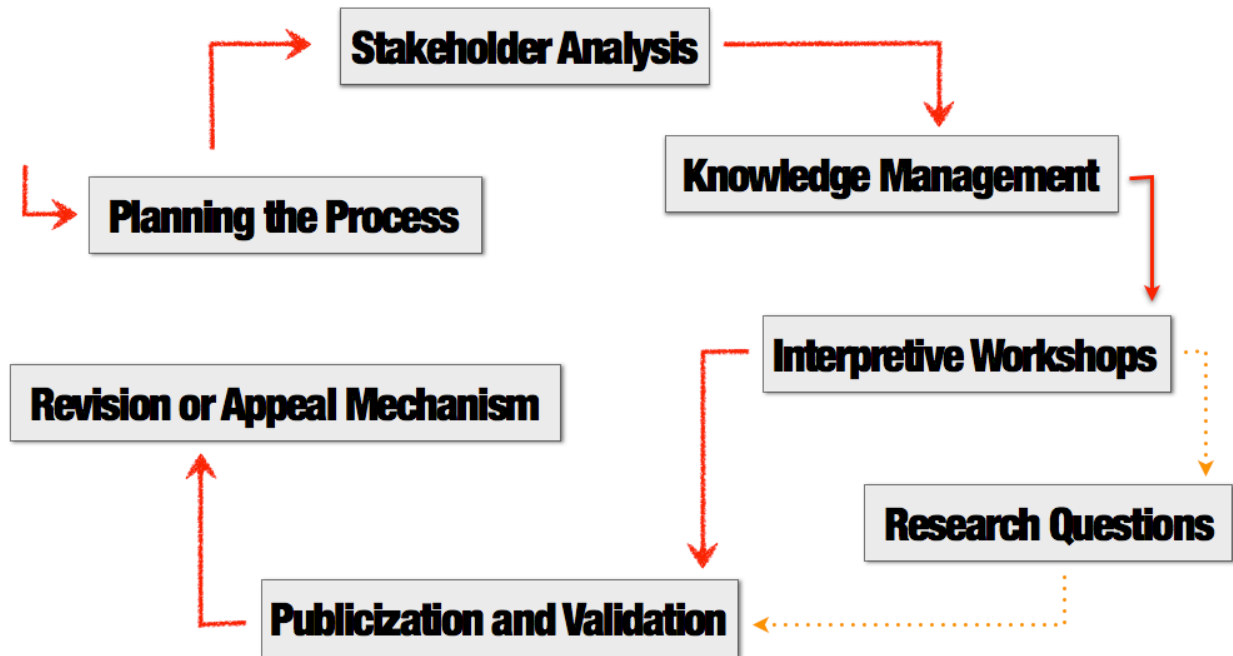 Stakeholder Analysis
Knowledge Management
Planning the Process
Interpretive Workshops
Revision or Appeal Mechanism
Research Questions
Publicization and Validation